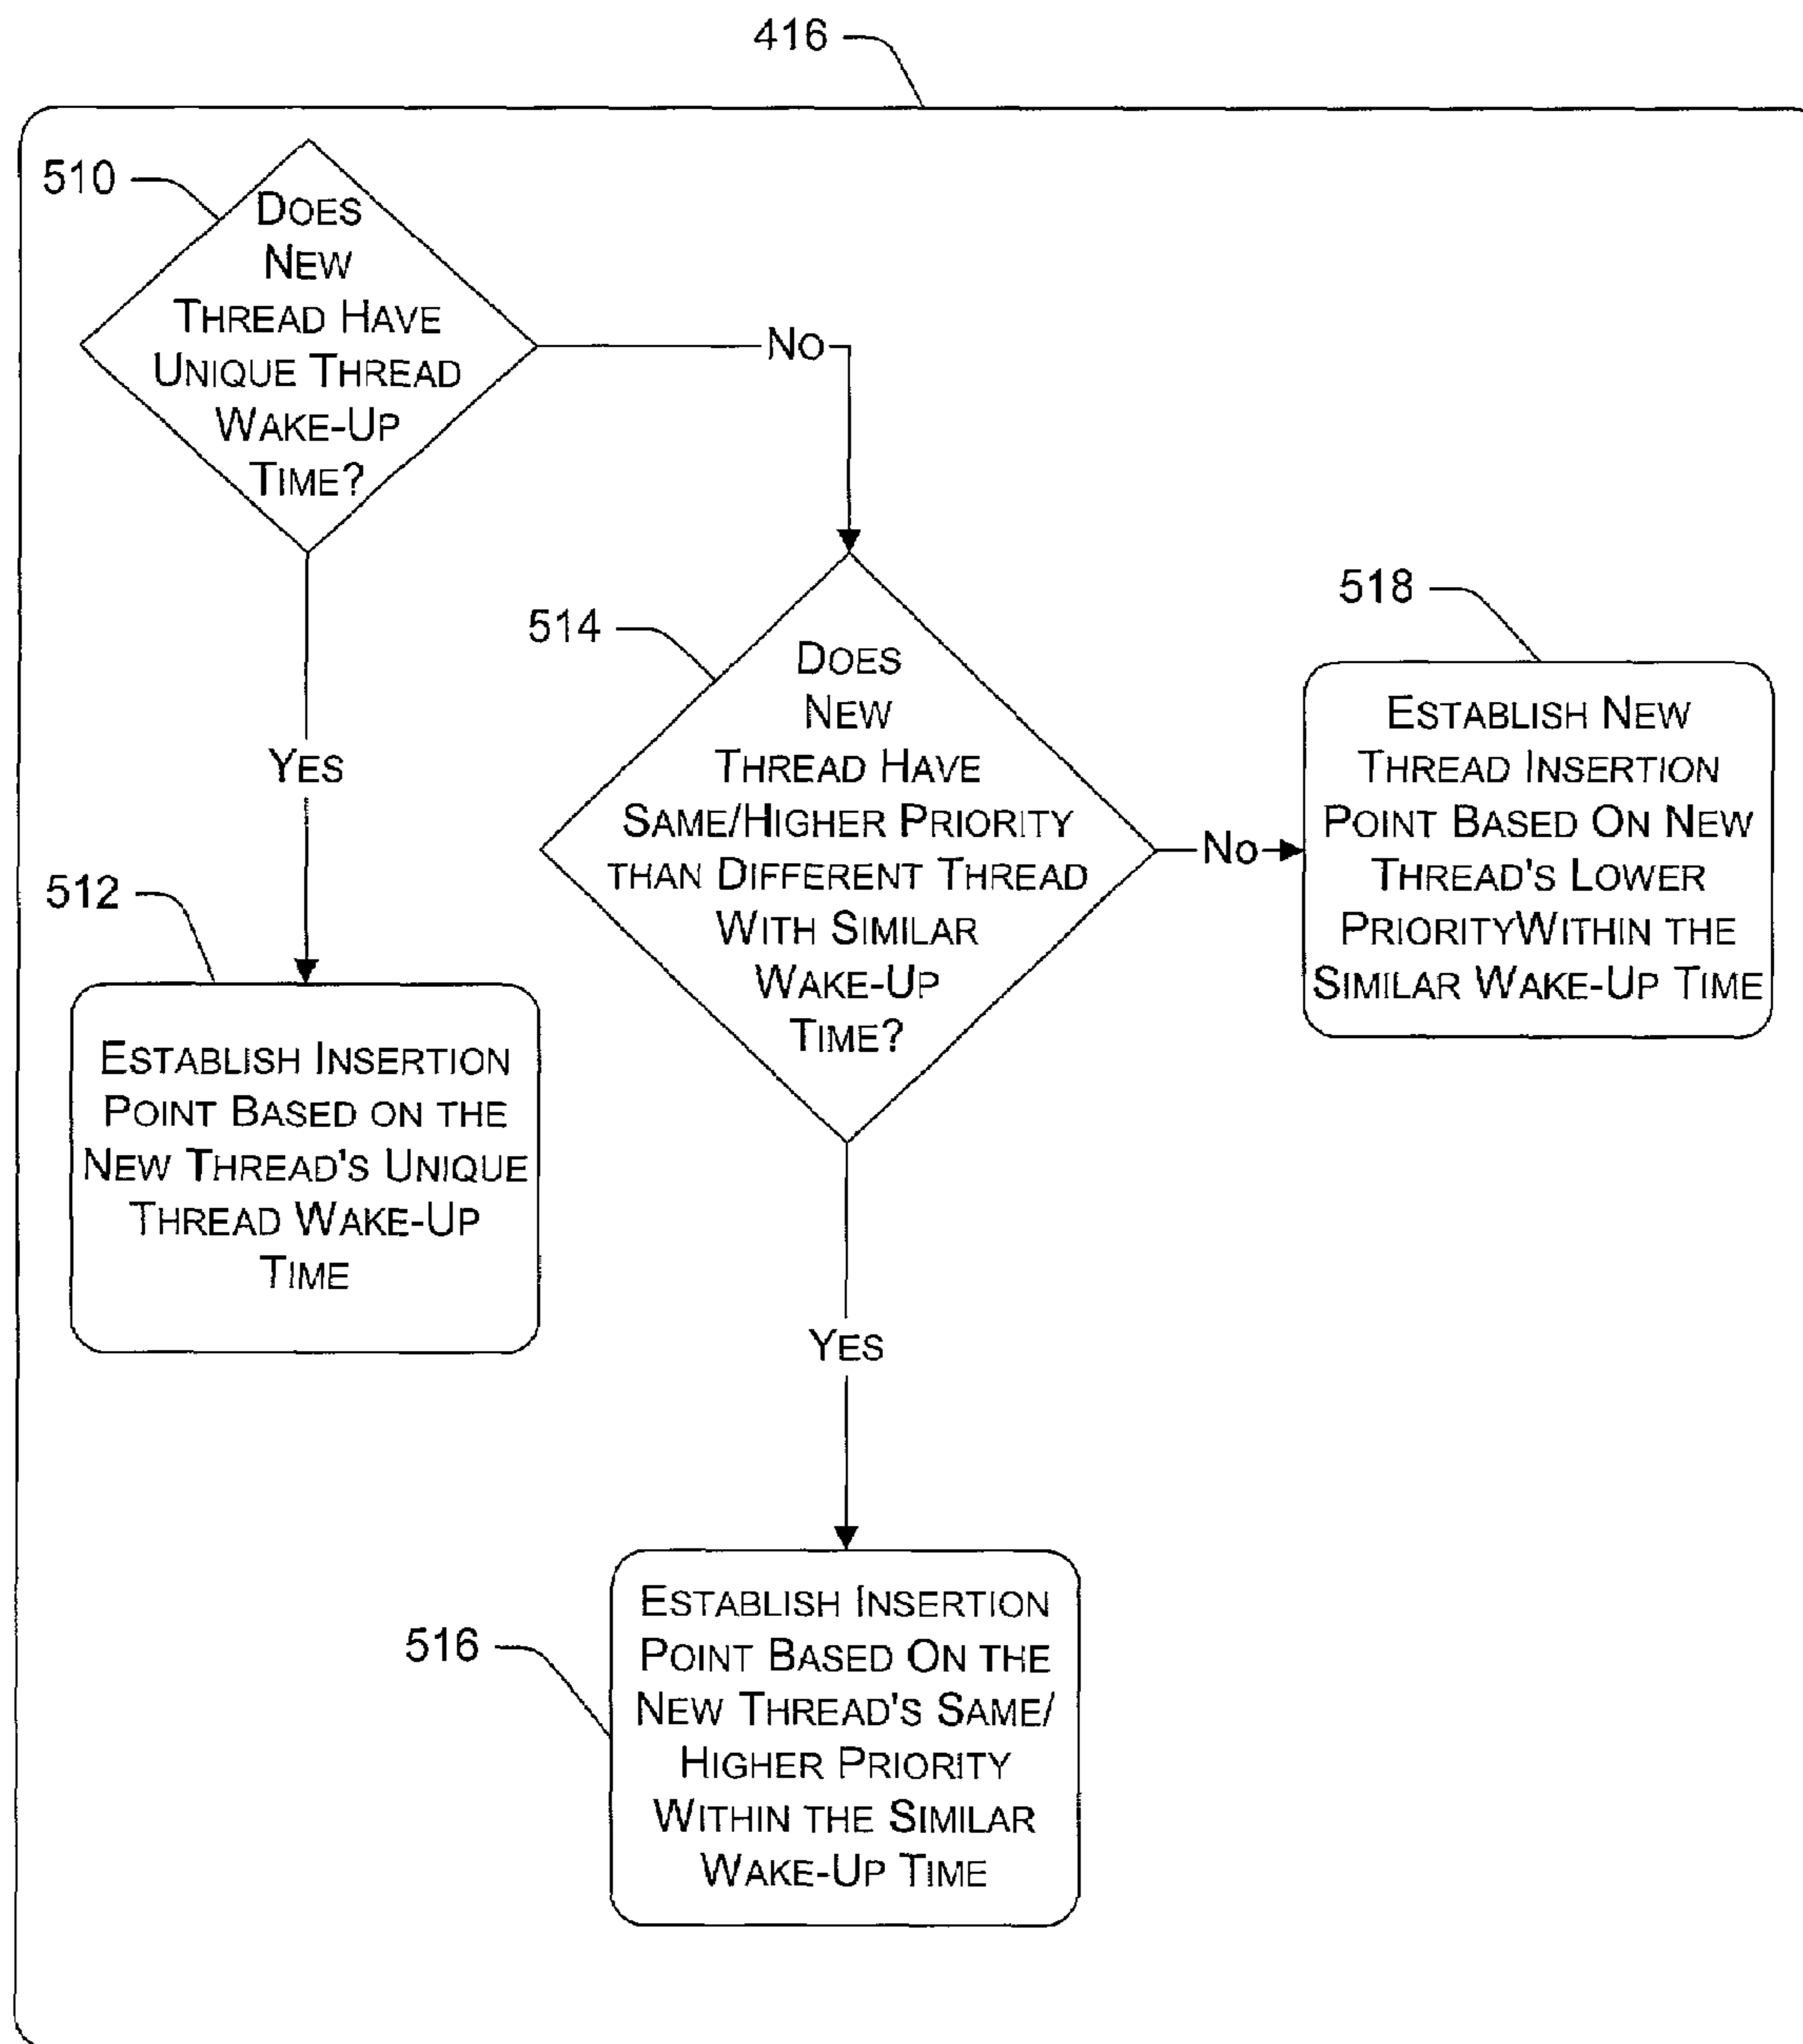 416
510
DOES
NEW
THREAD HAVE
UNIQUE THREAD
WAKE-UP
TIME?
NO
YES
514
DOES
NEW
THREAD HAVE
SAME/HIGHER PRIORITY
THAN DIFFERENT THREAD
WITH SIMILAR
WAKE-UP
TIME?
NO
518
ESTABLISH NEW
THREAD INSERTION
POINT BASED ON NEW
THREAD'S LOWER
PRIORITYWITHIN THE
SIMILAR WAKE-UP TIME
512
ESTABLISH INSERTION
POINT BASED ON THE
NEW THREAD'S UNIQUE
THREAD WAKE-UP
TIME
YES
516
ESTABLISH INSERTION
POINT BASED ON THE
NEW THREAD'S SAME/
HIGHER PRIORITY
WITHIN THE SIMILAR
WAKE-UP TIME